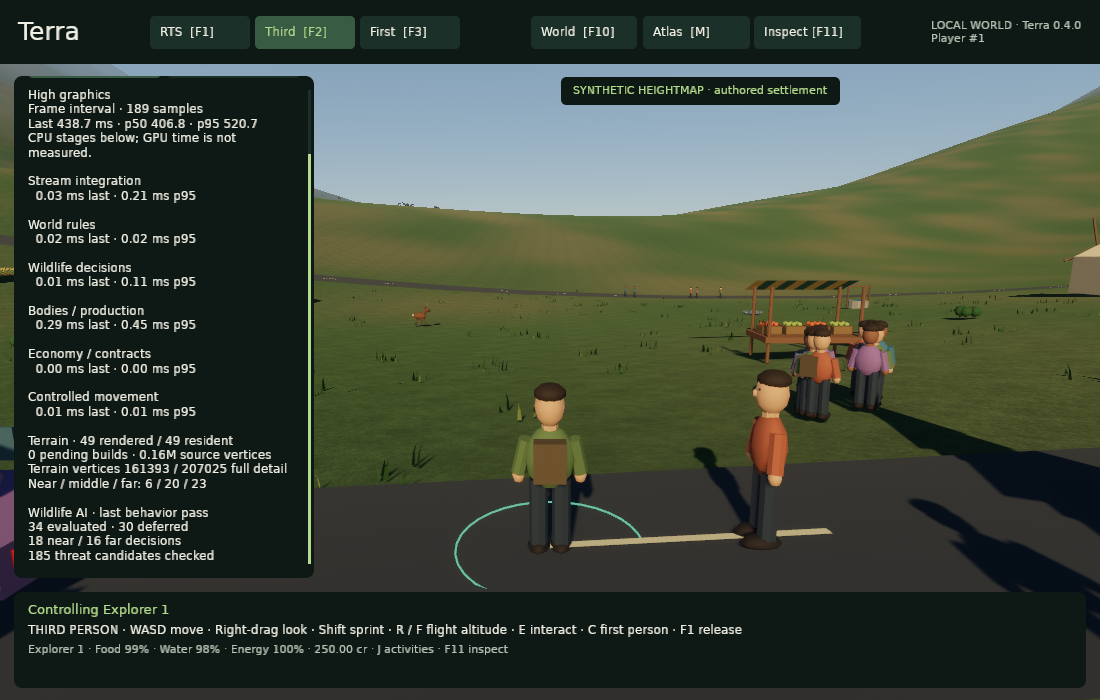 Terra
RTS [F1]
Third [F2]
First [F3]
World [F10]
Atlas [M]
Inspect [F11]
LOCAL WORLD · Terra 0.4.0
Player #1
SYNTHETIC HEIGHTMAP · authored settlement
High graphics
Frame interval · 189 samples
Last 438.7 ms · p50 406.8 · p95 520.7
CPU stages below; GPU time is not
measured.
Stream integration
0.03 ms last · 0.21 ms p95
World rules
0.02 ms last · 0.02 ms p95
Wildlife decisions
0.01 ms last · 0.11 ms p95
Bodies / production
0.29 ms last · 0.45 ms p95
Economy / contracts
0.00 ms last · 0.00 ms p95
Controlled movement
0.01 ms last · 0.01 ms p95
Terrain · 49 rendered / 49 resident
0 pending builds · 0.16M source vertices
Terrain vertices 161393 / 207025 full detail
Near / middle / far: 6 / 20 / 23
Wildlife AI · last behavior pass
34 evaluated · 30 deferred
18 near / 16 far decisions
185 threat candidates checked
Controlling Explorer 1
THIRD PERSON · WASD move · Right-drag look · Shift sprint · R / F flight altitude · E interact · C first person · F1 release
Explorer 1 · Food 99% · Water 98% · Energy 100% · 250.00 cr · J activities · F11 inspect